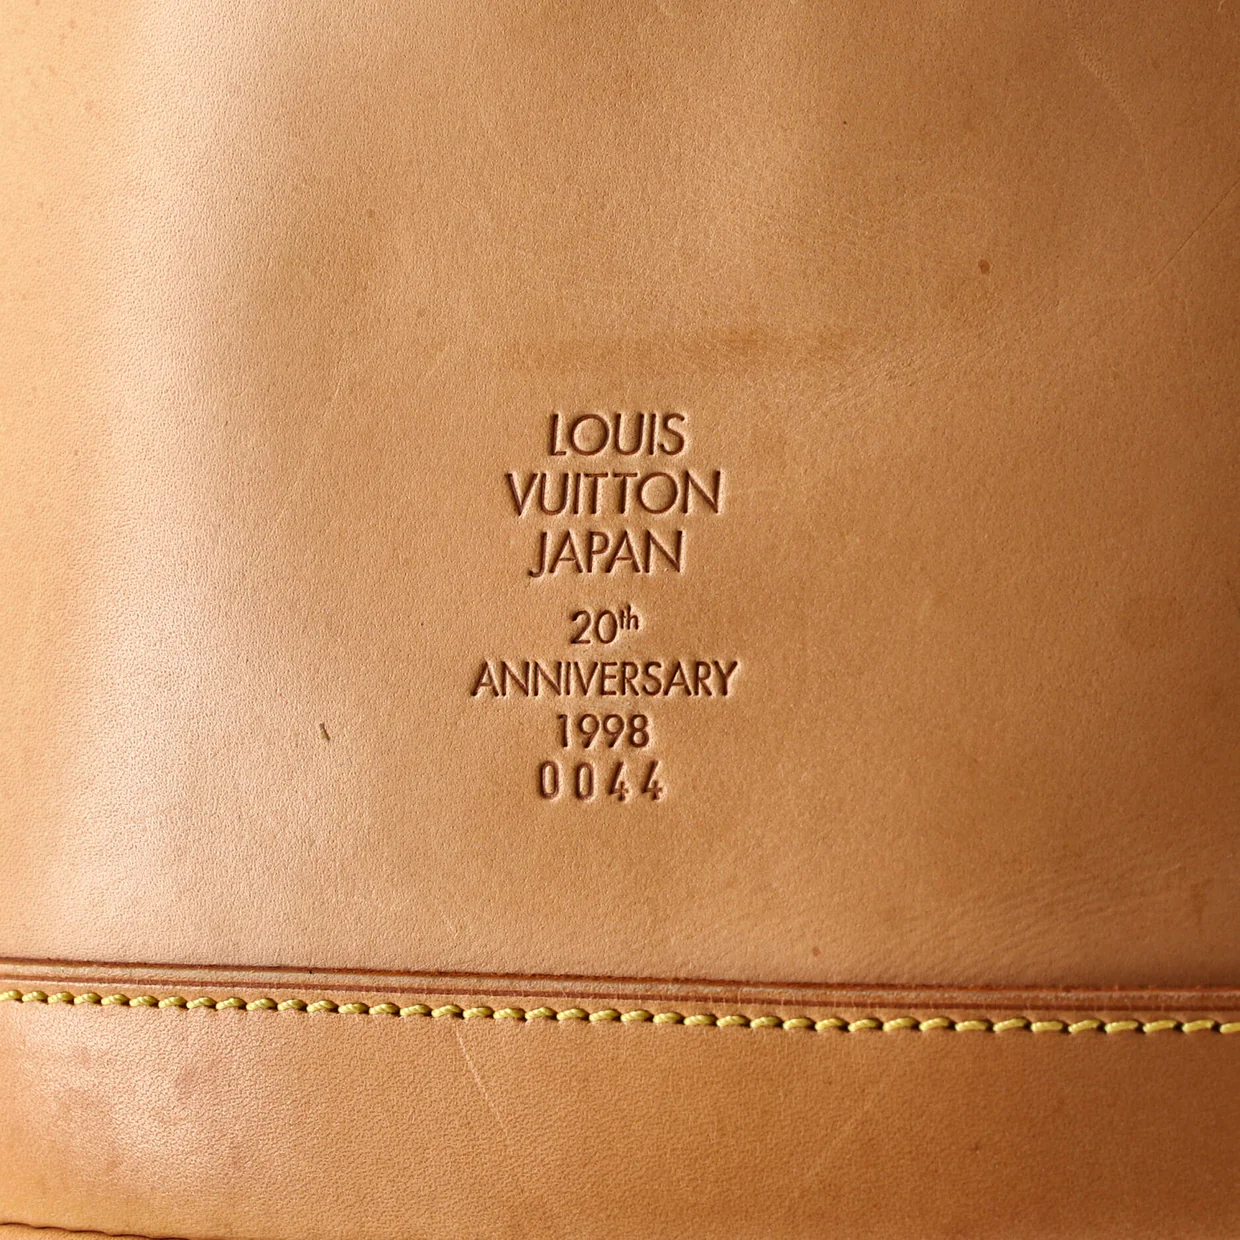 LOUIS
VUITTON
JAPAN
20th
ANNIVERSARY
1998
0044